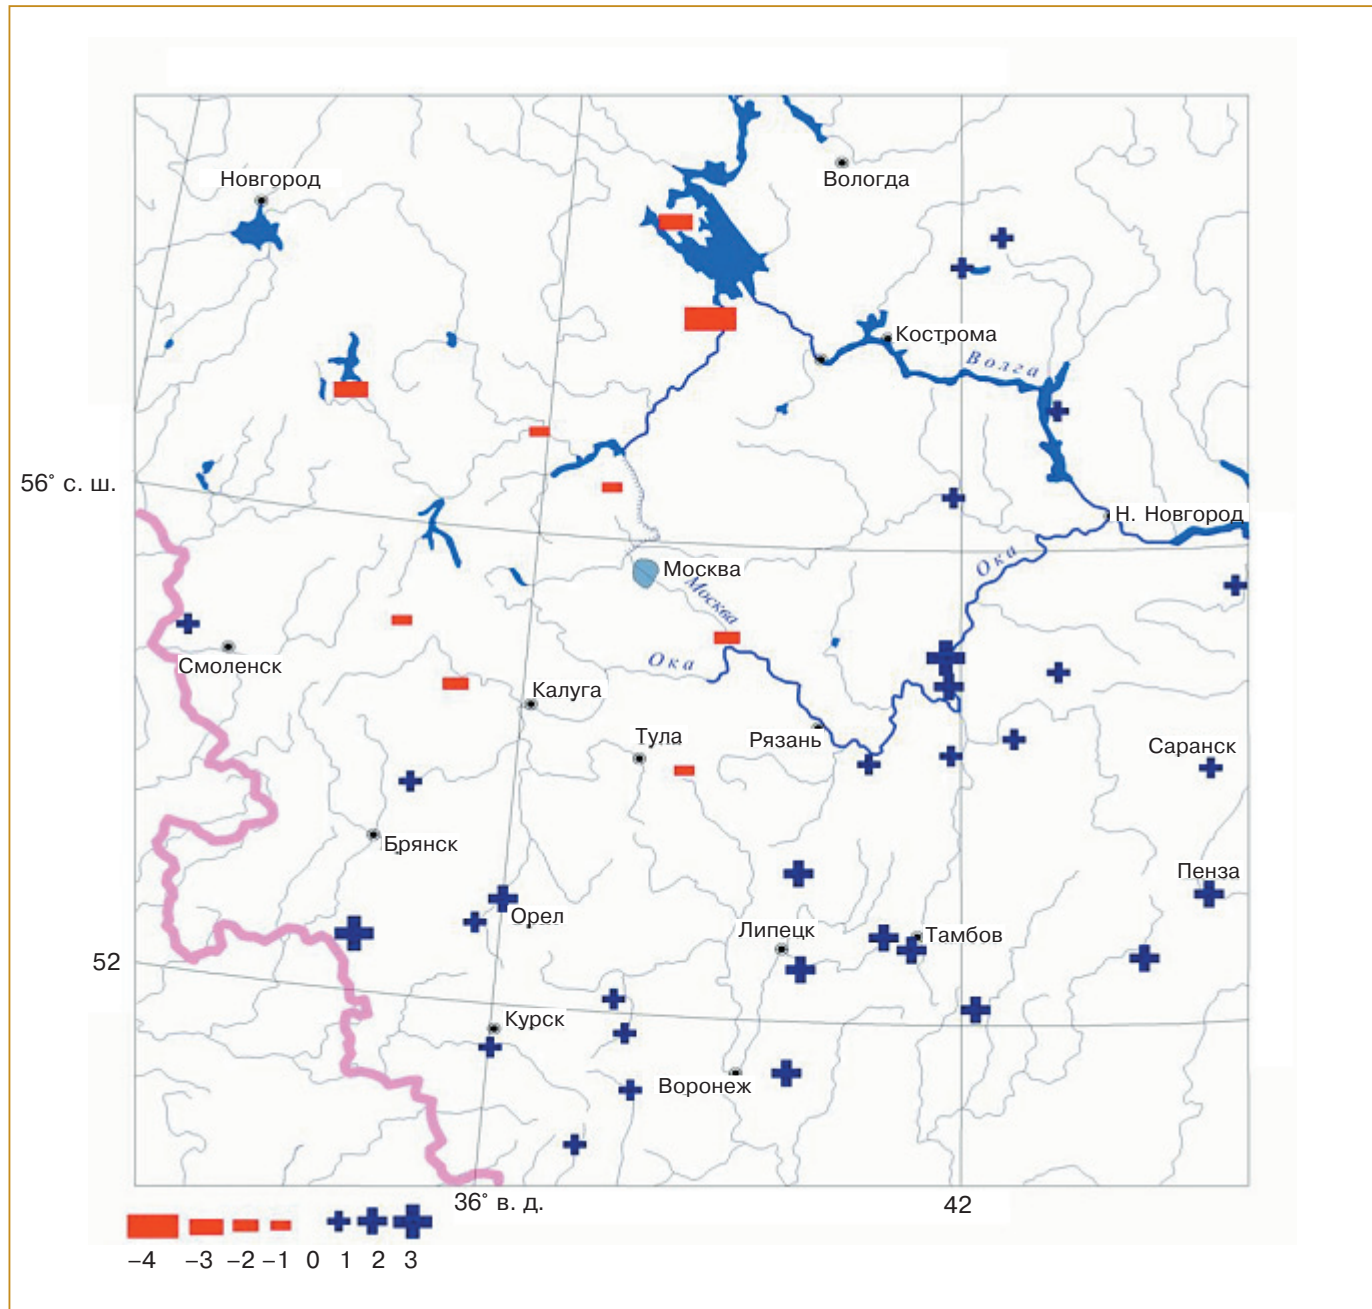 Новгород
Вологда
Кострома
Волга
56° с. ш.
Н. Новгород
Ока
Москва
Москва
Смоленск
Ока
Калуга
Тула
Рязань
Саранск
Брянск
Пенза
Орел
Липецк
Тамбов
52
Курск
Воронеж
36° в. д.
42
−4 −3 −2 −1 0 1 2 3